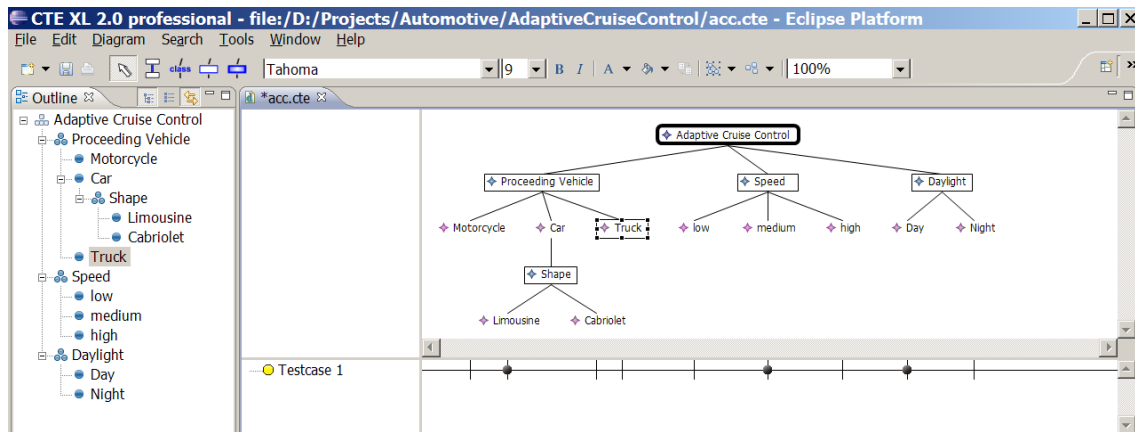 CTE XL 2.0 professional - file:/D:/Projects/Automotive/AdaptiveCruiseControl/acc.cte - Eclipse Platform
File Edit Diagram Search Tools Window Help
class Tahoma 9 B I A 100% »
Outline
*acc.cte
Adaptive Cruise Control
Proceeding Vehicle
Motorcycle
Car
Shape
Limousine
Cabriolet
Truck
Speed
low
medium
high
Daylight
Day
Night
Adaptive Cruise Control
Proceeding Vehicle Speed Daylight
Motorcycle Car Truck low medium high Day Night
Shape
Limousine Cabriolet
Testcase 1